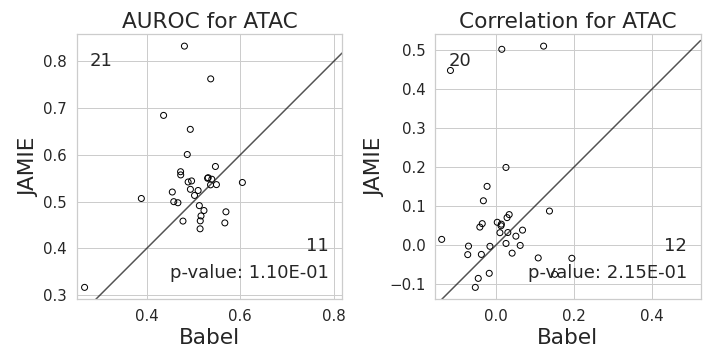 AUROC for ATAC
21
0.8
0.7
0.6
0.5
0.4
0.3
JAMIE
11
p-value: 1.10E-01
0.4
0.6
0.8
Babel
Correlation for ATAC
20
0.5
0.4
0.3
0.2
0.1
0.0
−0.1
JAMIE
12
p-value: 2.15E-01
0.0
0.2
0.4
Babel